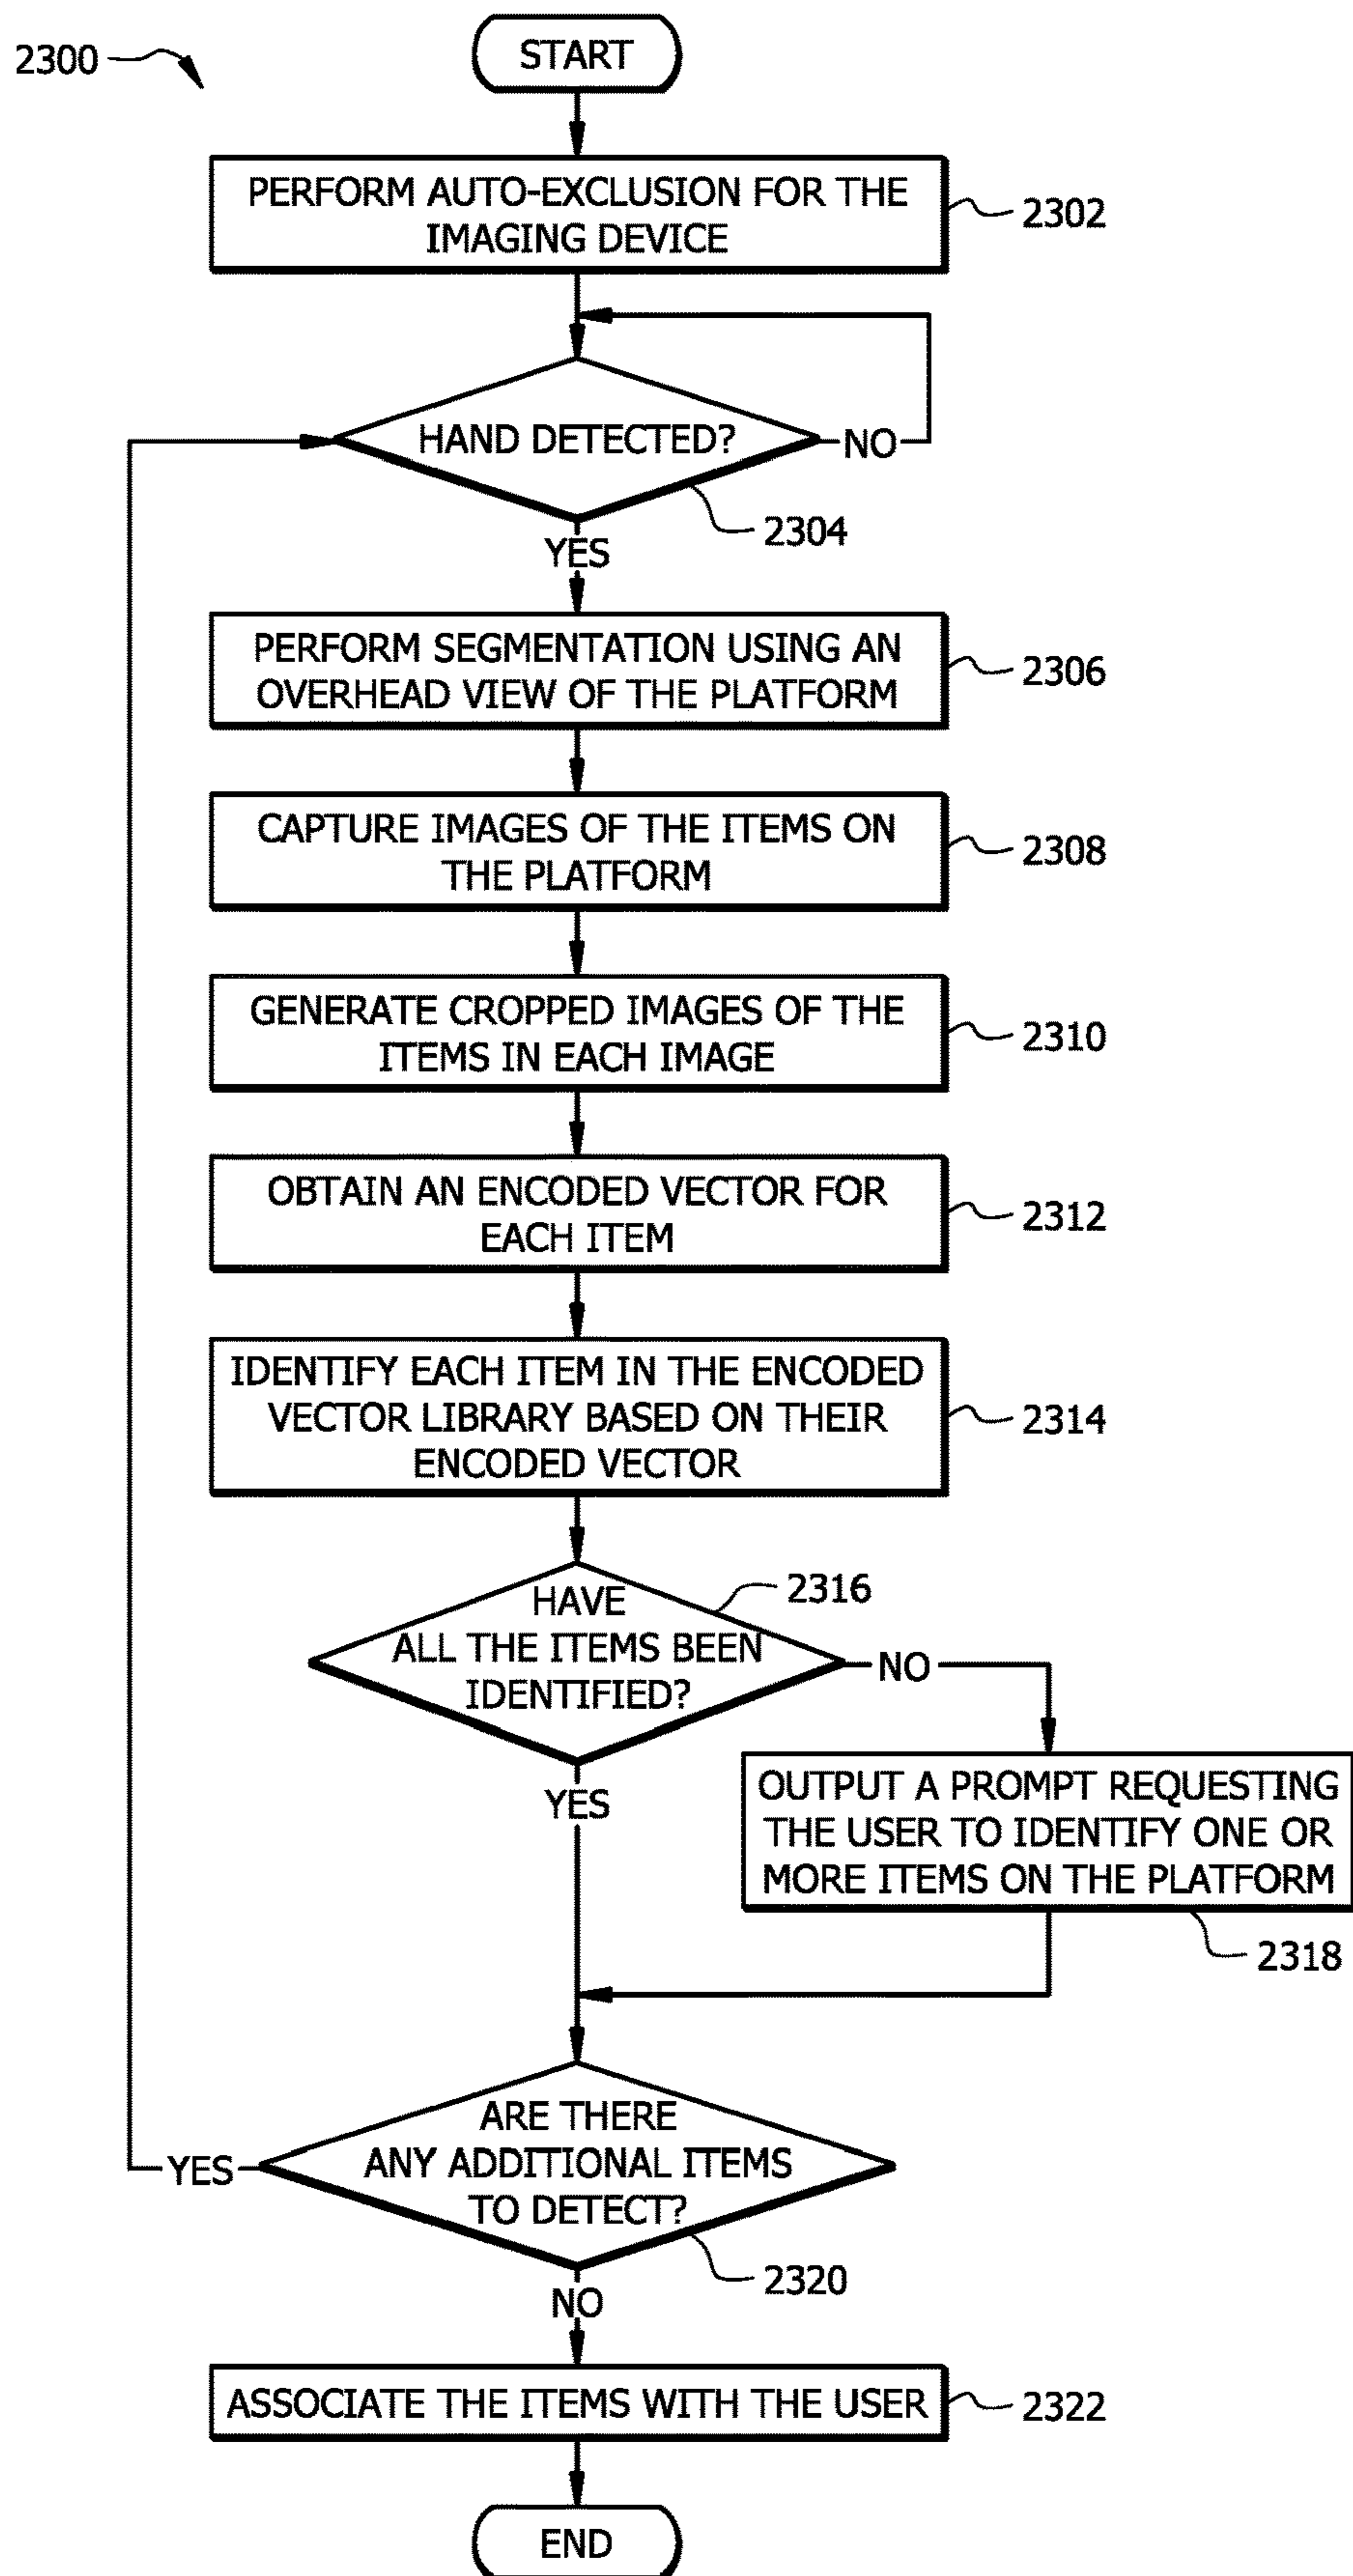 2300
START
PERFORM AUTO-EXCLUSION FOR THE
IMAGING DEVICE
2302
HAND DETECTED?
NO
2304
YES
PERFORM SEGMENTATION USING AN
OVERHEAD VIEW OF THE PLATFORM
2306
CAPTURE IMAGES OF THE ITEMS ON
THE PLATFORM
2308
GENERATE CROPPED IMAGES OF THE
ITEMS IN EACH IMAGE
2310
OBTAIN AN ENCODED VECTOR FOR
EACH ITEM
2312
IDENTIFY EACH ITEM IN THE ENCODED
VECTOR LIBRARY BASED ON THEIR
ENCODED VECTOR
2314
HAVE
ALL THE ITEMS BEEN
IDENTIFIED?
2316
NO
YES
OUTPUT A PROMPT REQUESTING
THE USER TO IDENTIFY ONE OR
MORE ITEMS ON THE PLATFORM
2318
ARE THERE
ANY ADDITIONAL ITEMS
TO DETECT?
YES
2320
NO
ASSOCIATE THE ITEMS WITH THE USER
2322
END